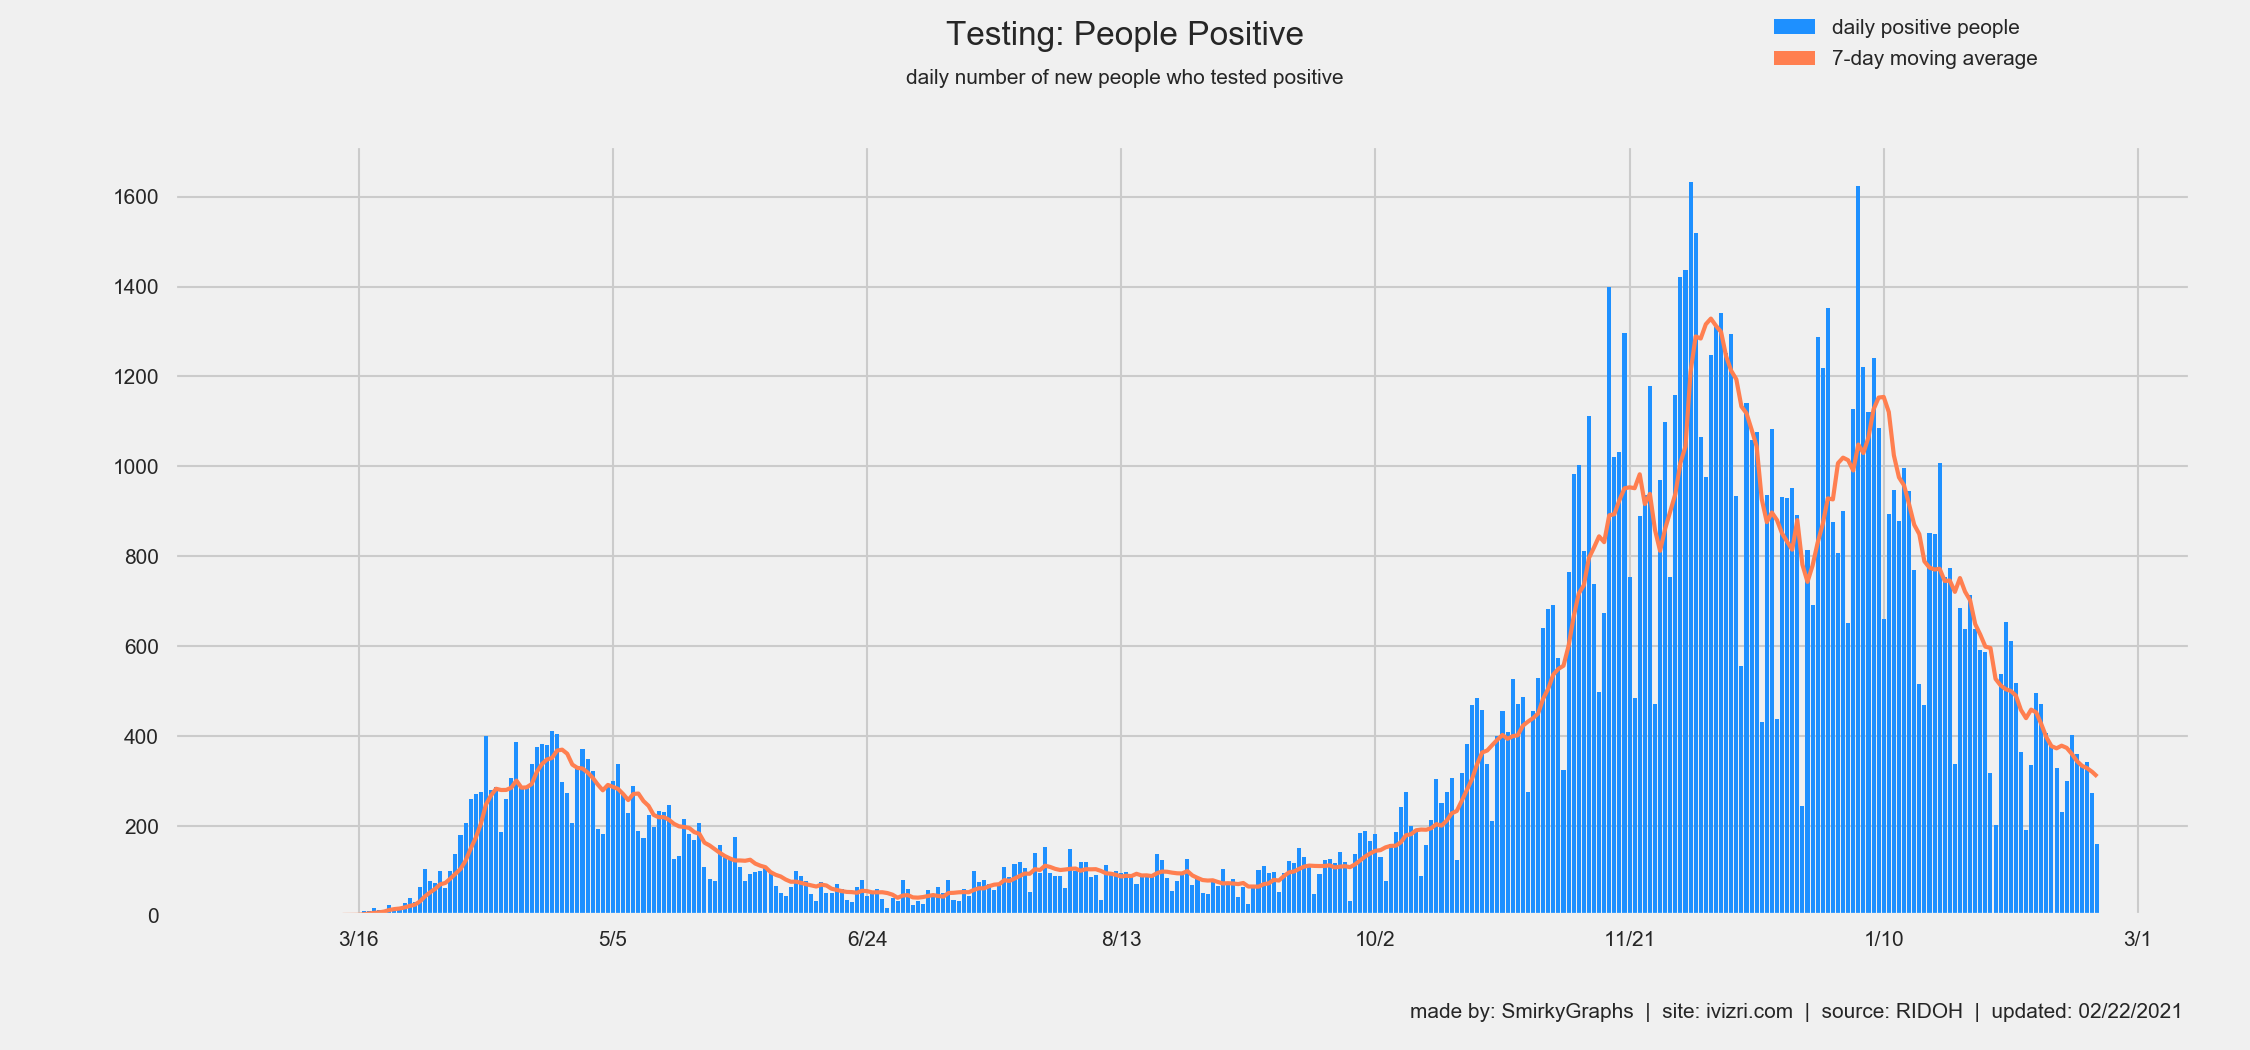 Testing: People Positive
daily number of new people who tested positive
daily positive people
7-day moving average
1600
1400
1200
1000
800
600
400
200
0
3/16 5/5 6/24 8/13 10/2 11/21 1/10 3/1
made by: SmirkyGraphs | site: ivizri.com | source: RIDOH | updated: 02/22/2021